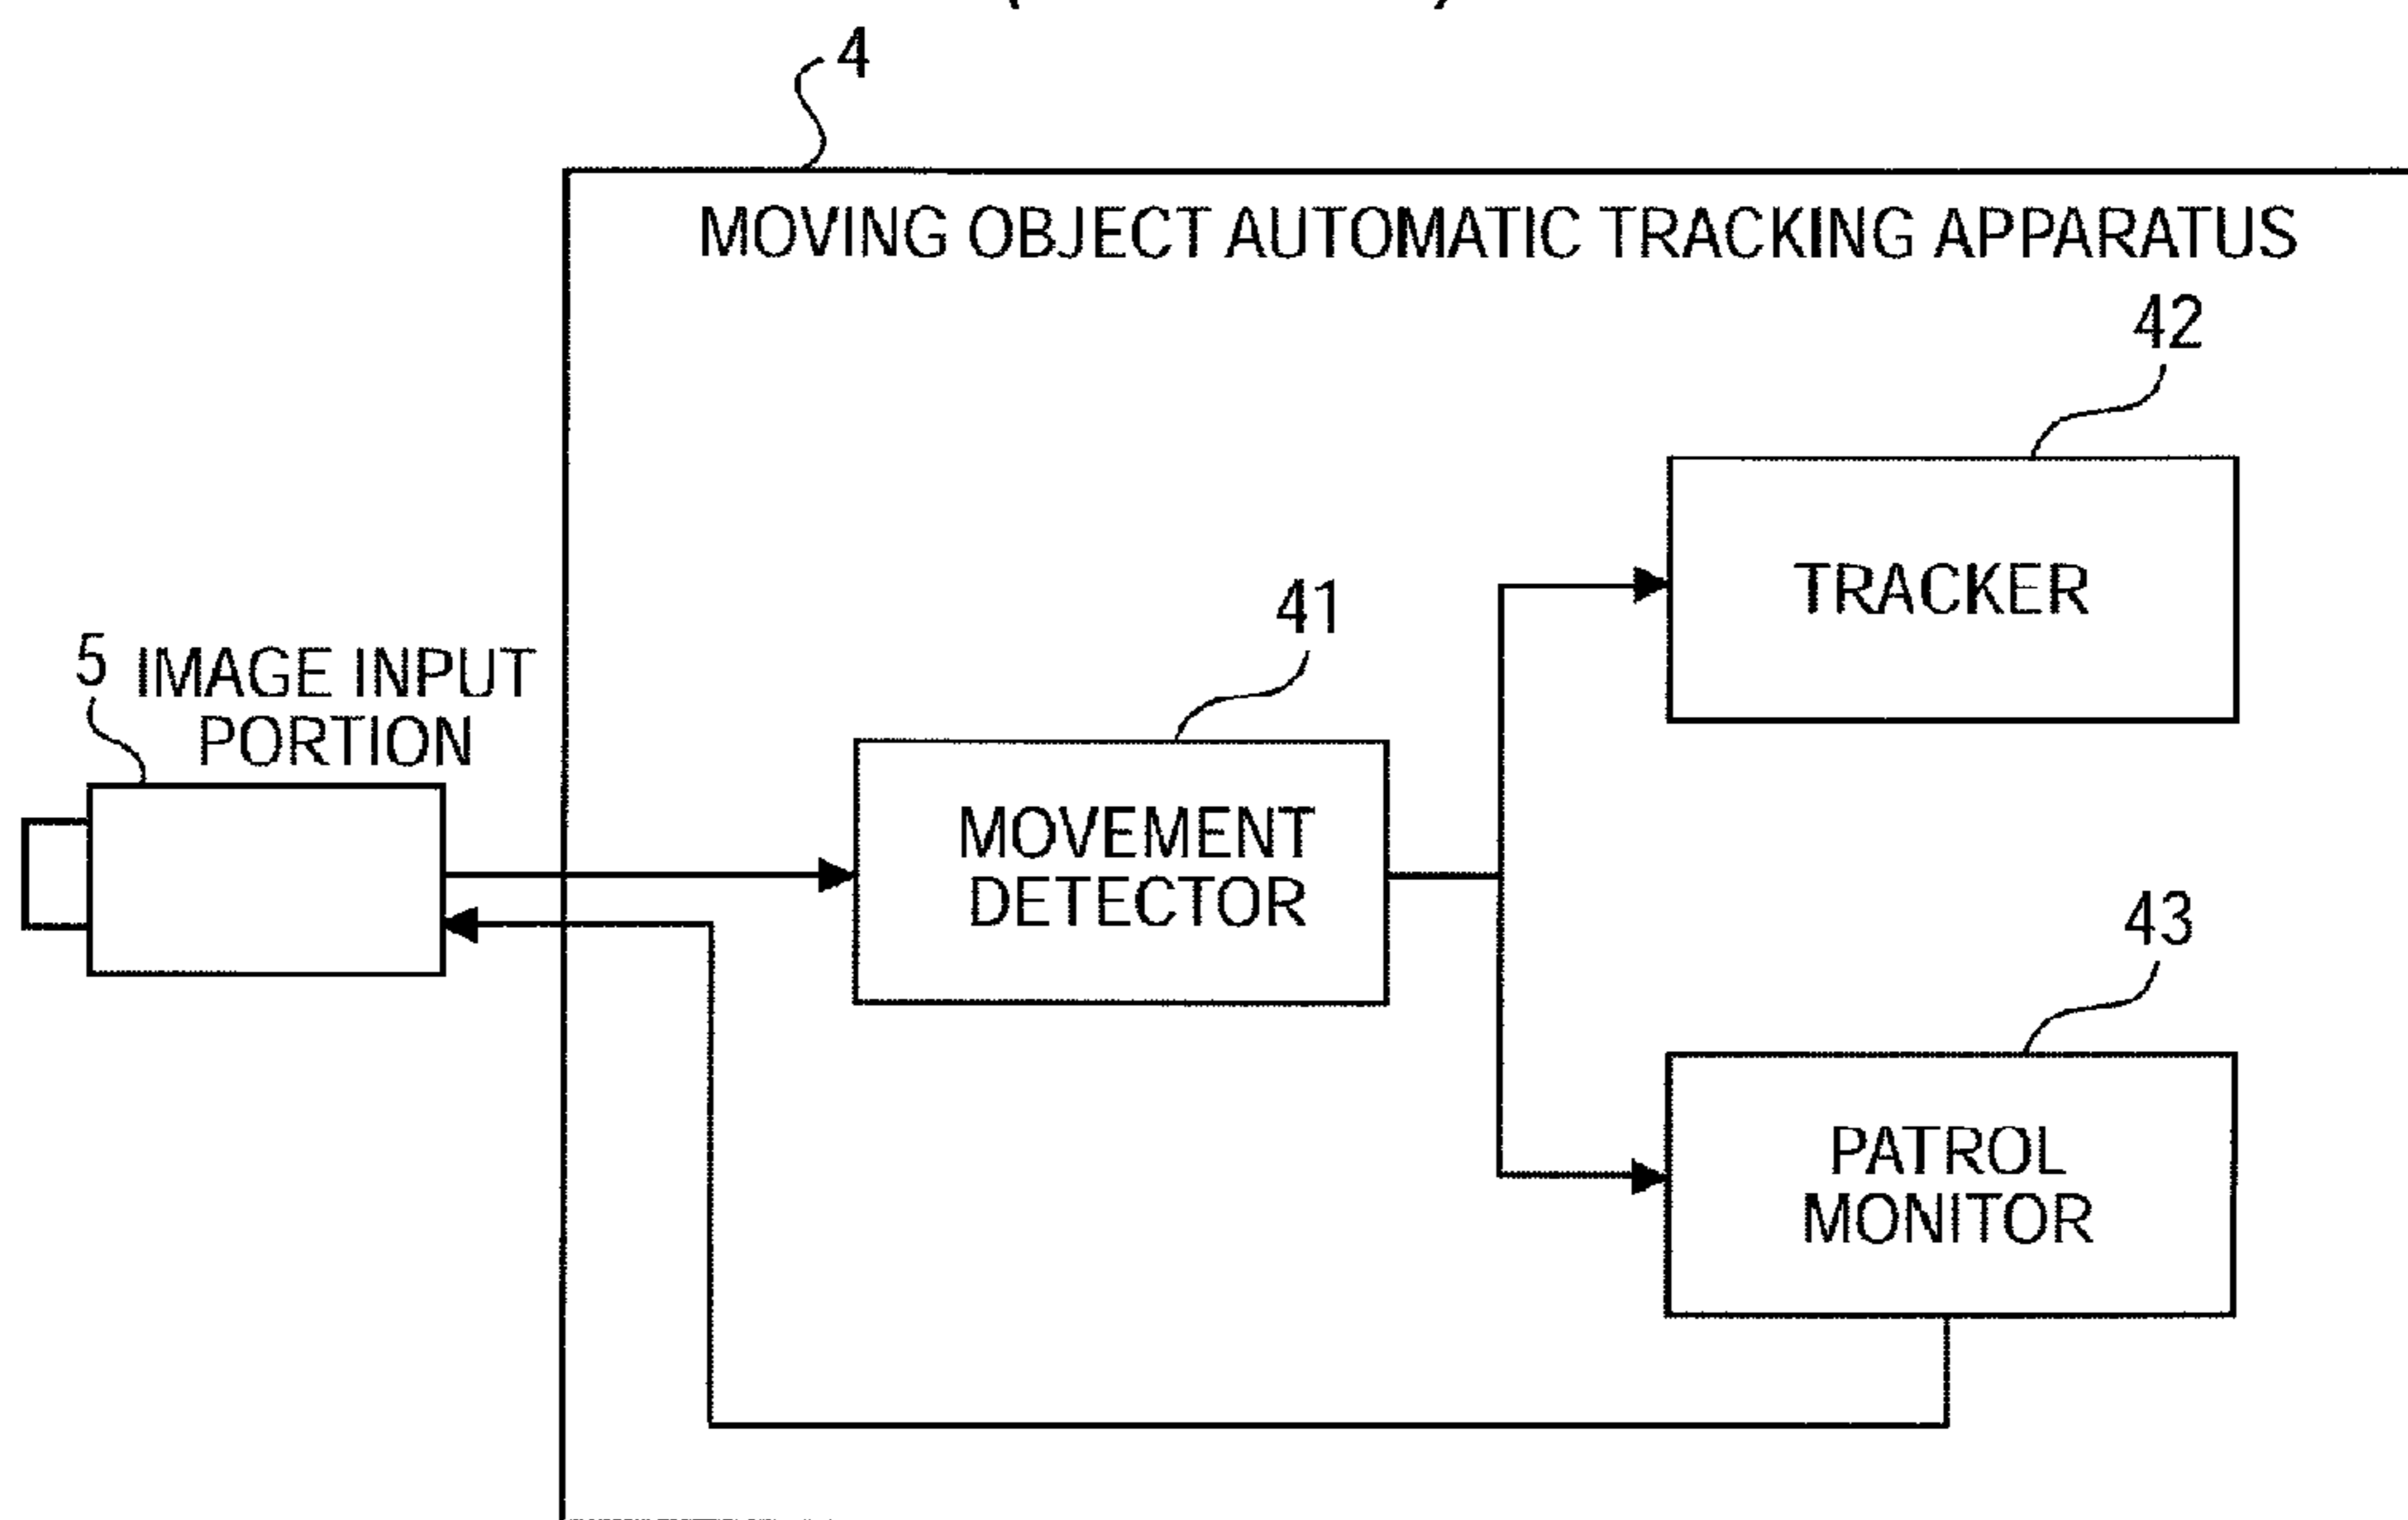 4
MOVING OBJECT AUTOMATIC TRACKING APPARATUS
42
TRACKER
41
5 IMAGE INPUT
PORTION
MOVEMENT
DETECTOR
43
PATROL
MONITOR